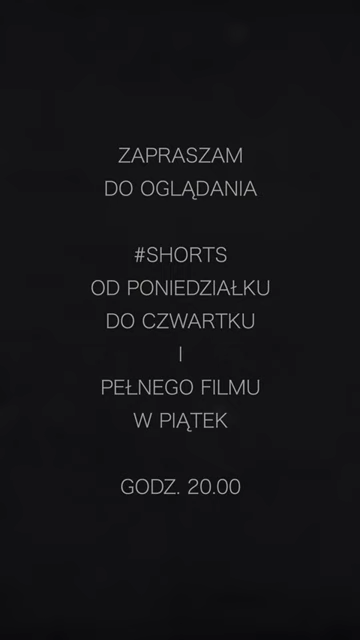 ZAPRASZAM
DO OGLĄDANIA
#SHORTS
OD PONIEDZIAŁKU
DO CZWARTKU
I
PEŁNEGO FILMU
W PIĄTEK
GODZ. 20.00